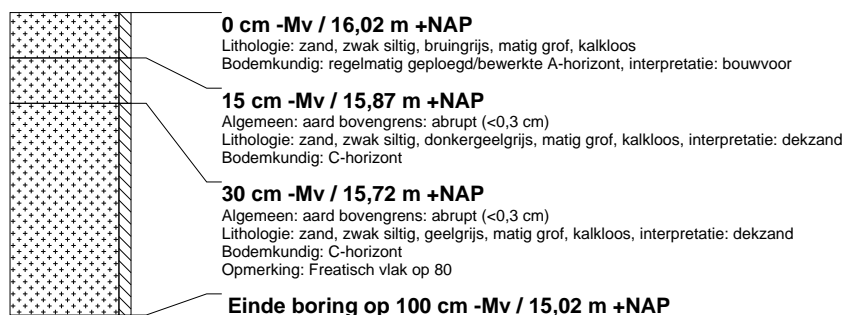 0 cm -Mv / 16,02 m +NAP
Lithologie: zand, zwak siltig, bruingrijs, matig grof, kalkloos
Bodemkundig: regelmatig geploegd/bewerkte A-horizont, interpretatie: bouwvoor
15 cm -Mv / 15,87 m +NAP
Algemeen: aard bovengrens: abrupt (<0,3 cm)
Lithologie: zand, zwak siltig, donkergeelgrijs, matig grof, kalkloos, interpretatie: dekzand
Bodemkundig: C-horizont
30 cm -Mv / 15,72 m +NAP
Algemeen: aard bovengrens: abrupt (<0,3 cm)
Lithologie: zand, zwak siltig, geelgrijs, matig grof, kalkloos, interpretatie: dekzand
Bodemkundig: C-horizont
Opmerking: Freatisch vlak op 80
Einde boring op 100 cm -Mv / 15,02 m +NAP